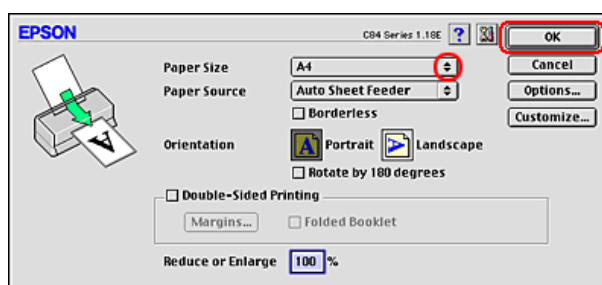 EPSON
C84 Series 1.18E ?
OK
Paper Size A4
Cancel
Paper Source Auto Sheet Feeder
Options...
Borderless
Customize...
Orientation A Portrait A Landscape
Rotate by 180 degrees
Double-Sided Printing
Margins... Folded Booklet
Reduce or Enlarge 100 %
A